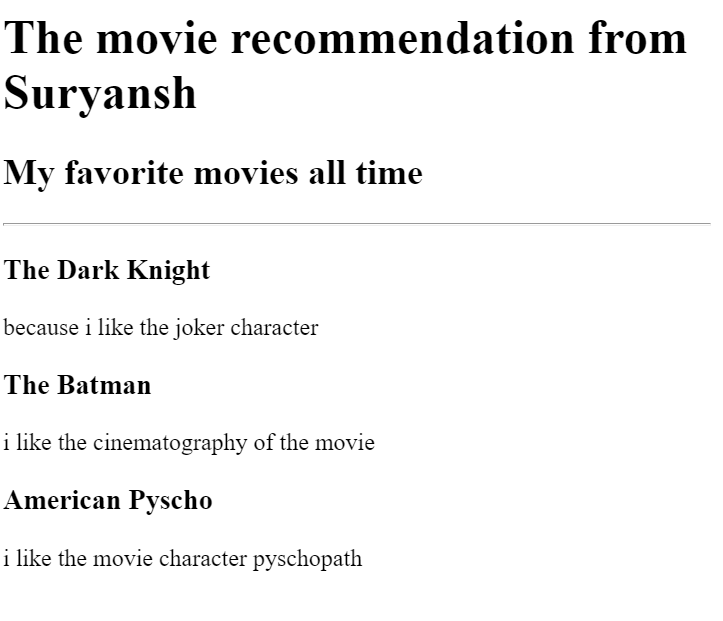 The movie recommendation from
Suryansh
My favorite movies all time
The Dark Knight
because i like the joker character
The Batman
i like the cinematography of the movie
American Pyscho
i like the movie character pyschopath